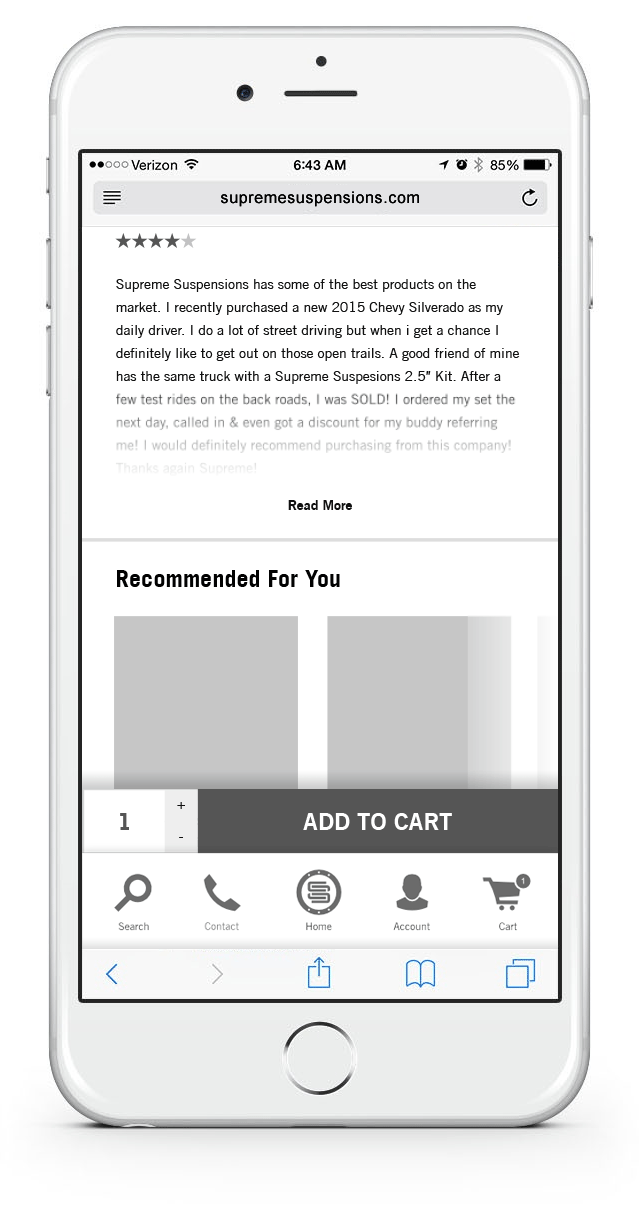 Verizon 6:43 AM 85%
supremesuspensions.com
Supreme Suspensions has some of the best products on the
market. I recently purchased a new 2015 Chevy Silverado as my
daily driver. I do a lot of street driving but when i get a chance I
definitely like to get out on those open trails. A good friend of mine
has the same truck with a Supreme Suspesions 2.5" Kit. After a
few test rides on the back roads, I was SOLD! I ordered my set the
next day, called in & even got a discount for my buddy referring
me! I would definitely recommend purchasing from this company!
Thanks again Supreme!
Read More
Recommended For You
1 + -
ADD TO CART
1
Search Contact Home Account Cart